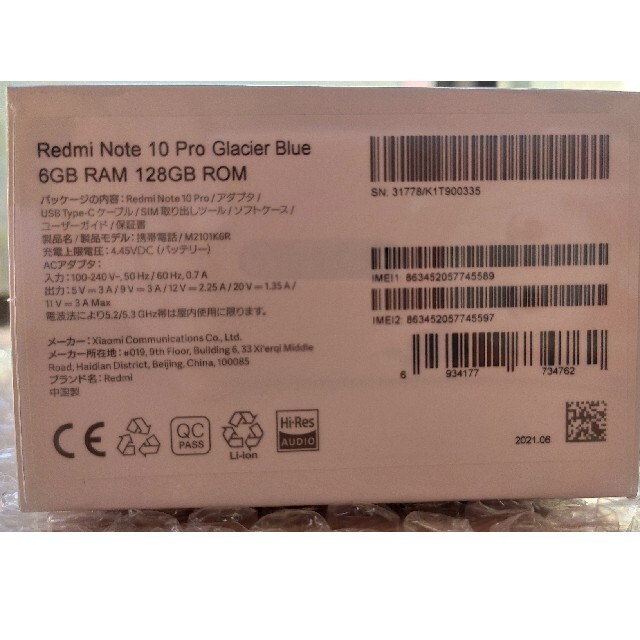 Redmi Note 10 Pro Glacier Blue
6GB RAM 128GB ROM
パッケージの内容: Redmi Note 10 Pro / アダプタ /
USB Type-C ケーブル / SIM 取り出しツール / ソフトケース /
ユーザーガイド / 保証書
製品名 / 製品モデル: 携帯電話 / M2101K6R
充電上限電圧: 4.45VDC (バッテリー)
ACアダプタ:
入力: 100-240 V~, 50 Hz / 60 Hz, 0.7 A
出力: 5 V = 3 A / 9 V = 3 A / 12 V = 2.25 A / 20 V = 1.35 A /
11 V = 3 A Max
電波法により5.2/5.3 GHz帯は屋内使用に限ります。
メーカー: Xiaomi Communications Co., Ltd.
メーカー所在地: #019, 9th Floor, Building 6, 33 Xi'erqi Middle
Road, Haidian District, Beijing, China, 100085
ブランド名: Redmi
中国製
CE
QC
PASS
Li-Ion
Hi-Res
AUDIO
SN: 31778/K1T900335
IMEI1: 863452057745589
IMEI2: 863452057745597
6 934177 734762
2021.06